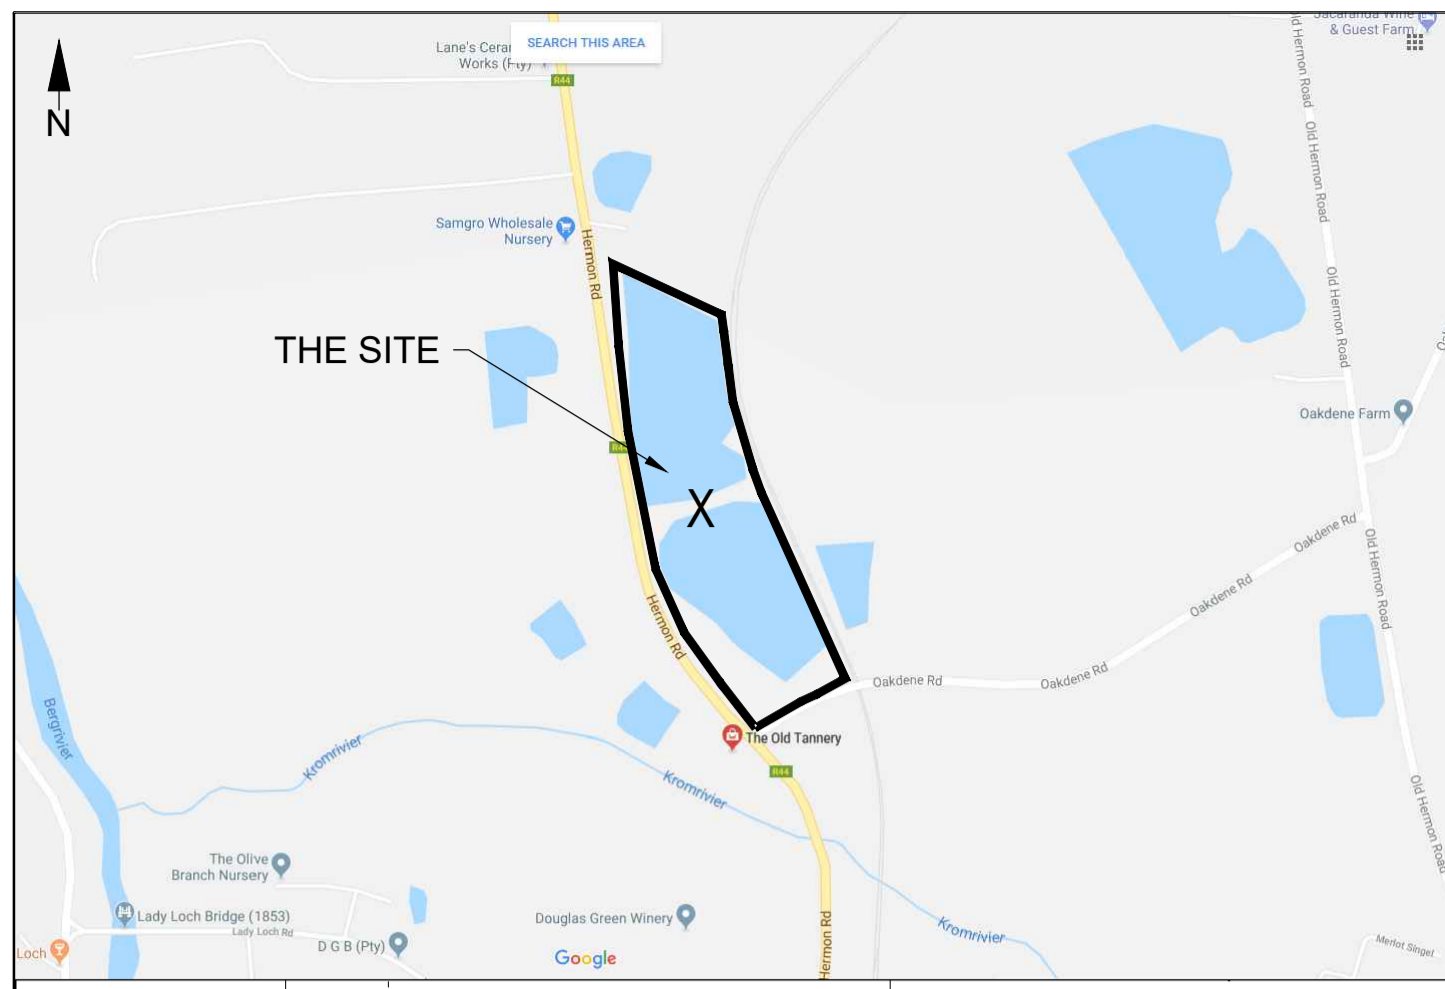 Jacaranda Wine
& Guest Farm
SEARCH THIS AREA
Lane's Ceram
Works (Pty)
R44
N
Old Hermon Road
Old Hermon Road
Samgro Wholesale
Nursery
Hermon Rd
Old Hermon Road
THE SITE
Oakdene Farm
R44
X
Oakdene Rd
Old Hermon Road
Oakdene Rd
Hermon Rd
Oakdene Rd
Oakdene Rd
Bergrivier
The Old Tannery
Kromrivier
R44
Kromrivier
Old Hermon Road
The Olive
Branch Nursery
Lady Loch Bridge (1853)
Lady Loch Rd
Douglas Green Winery
Hermon Rd
Kromrivier
D G B (Pty)
Merlot Singel
Loch
Google